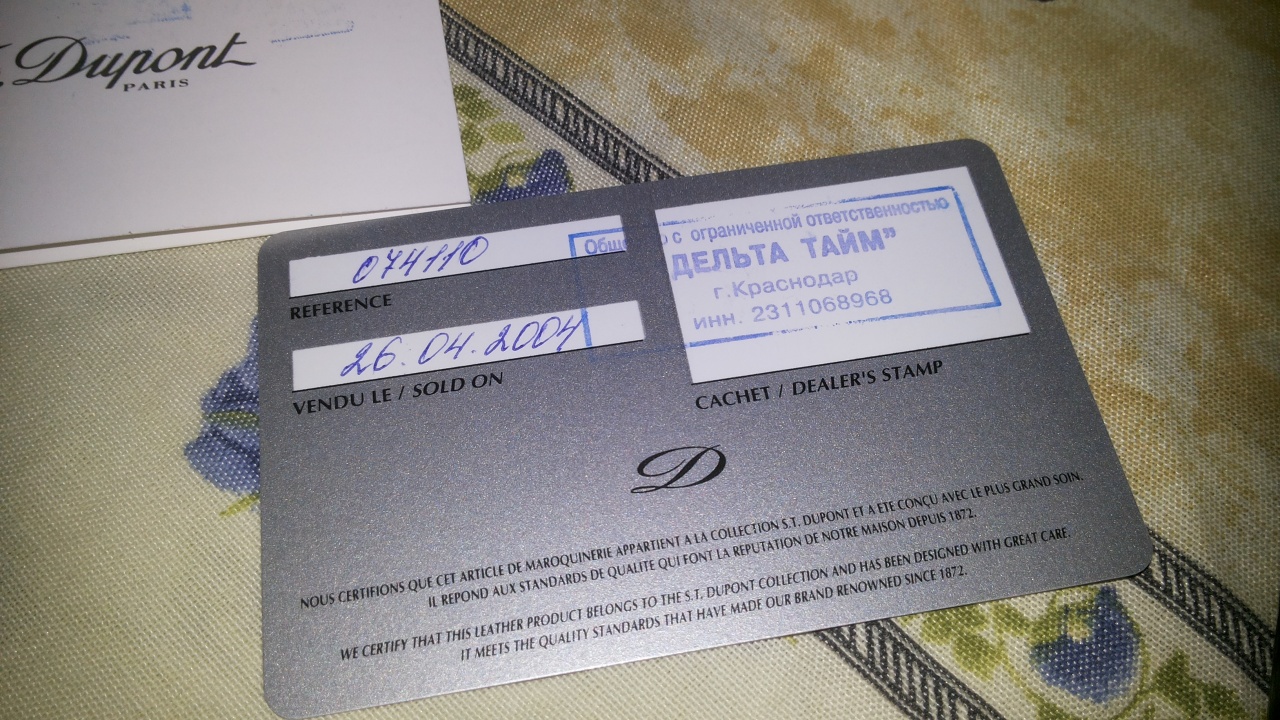 Dupont
PARIS
074110
REFERENCE
26.04.2004
VENDU LE / SOLD ON
с ограниченной ответственностью
ДЕЛЬТА ТАЙМ"
г.Краснодар
инн. 2311068968
CACHET / DEALER'S STAMP
D
NOUS CERTIFIONS QUE CET ARTICLE DE MAROQUINERIE APPARTIENT A LA COLLECTION S.T. DUPONT ET A ETE CONÇU AVEC LE PLUS GRAND SOIN.
IL REPOND AUX STANDARDS DE QUALITE QUI FONT LA REPUTATION DE NOTRE MAISON DEPUIS 1872.
WE CERTIFY THAT THIS LEATHER PRODUCT BELONGS TO THE S.T. DUPONT COLLECTION AND HAS BEEN DESIGNED WITH GREAT CARE.
IT MEETS THE QUALITY STANDARDS THAT HAVE MADE OUR BRAND RENOWNED SINCE 1872.